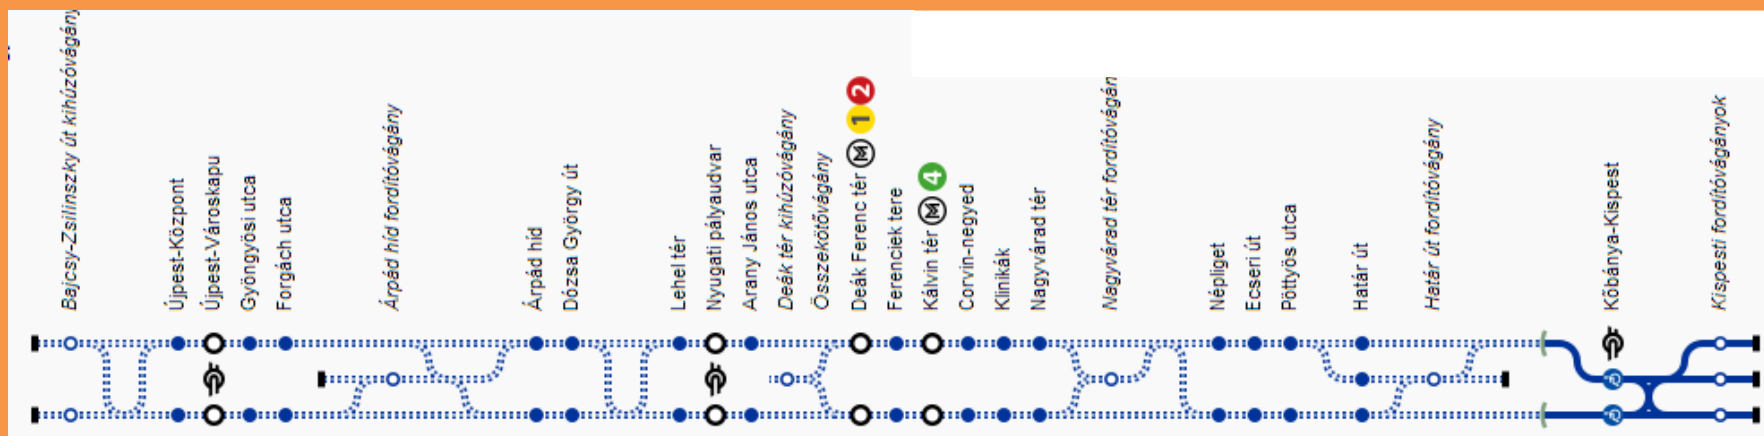 Bajcsy-Zsilinszky út kihúzóvágány
Újpest-Központ
Újpest-Városkapu
Gyöngyösi utca
Forgách utca
Árpád híd fordítóvágány
Árpád híd
Dózsa György út
Lehel tér
Nyugati pályaudvar
Arany János utca
Deák tér kihúzóvágány
Összekötővágány
Deák Ferenc tér M 1 2
Ferenciek tere
Kálvin tér M 4
Corvin-negyed
Klinikák
Nagyvárad tér
Nagyvárad tér fordítóvágán
Népliget
Ecseri út
Pöttyös utca
Határ út
Határ út fordítóvágány
Kőbánya-Kispest
Kispesti fordítóvágányok